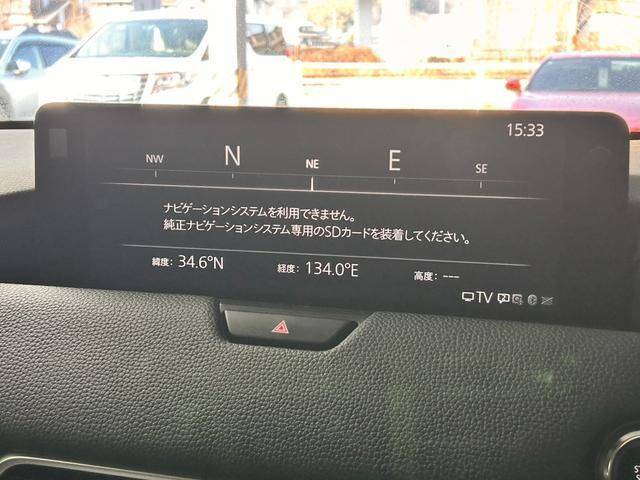 15:33
NW N NE E SE
ナビゲーションシステムを利用できません。
純正ナビゲーションシステム専用のSDカードを装着してください。
緯度: 34.6°N 経度: 134.0°E 高度: ---
TV